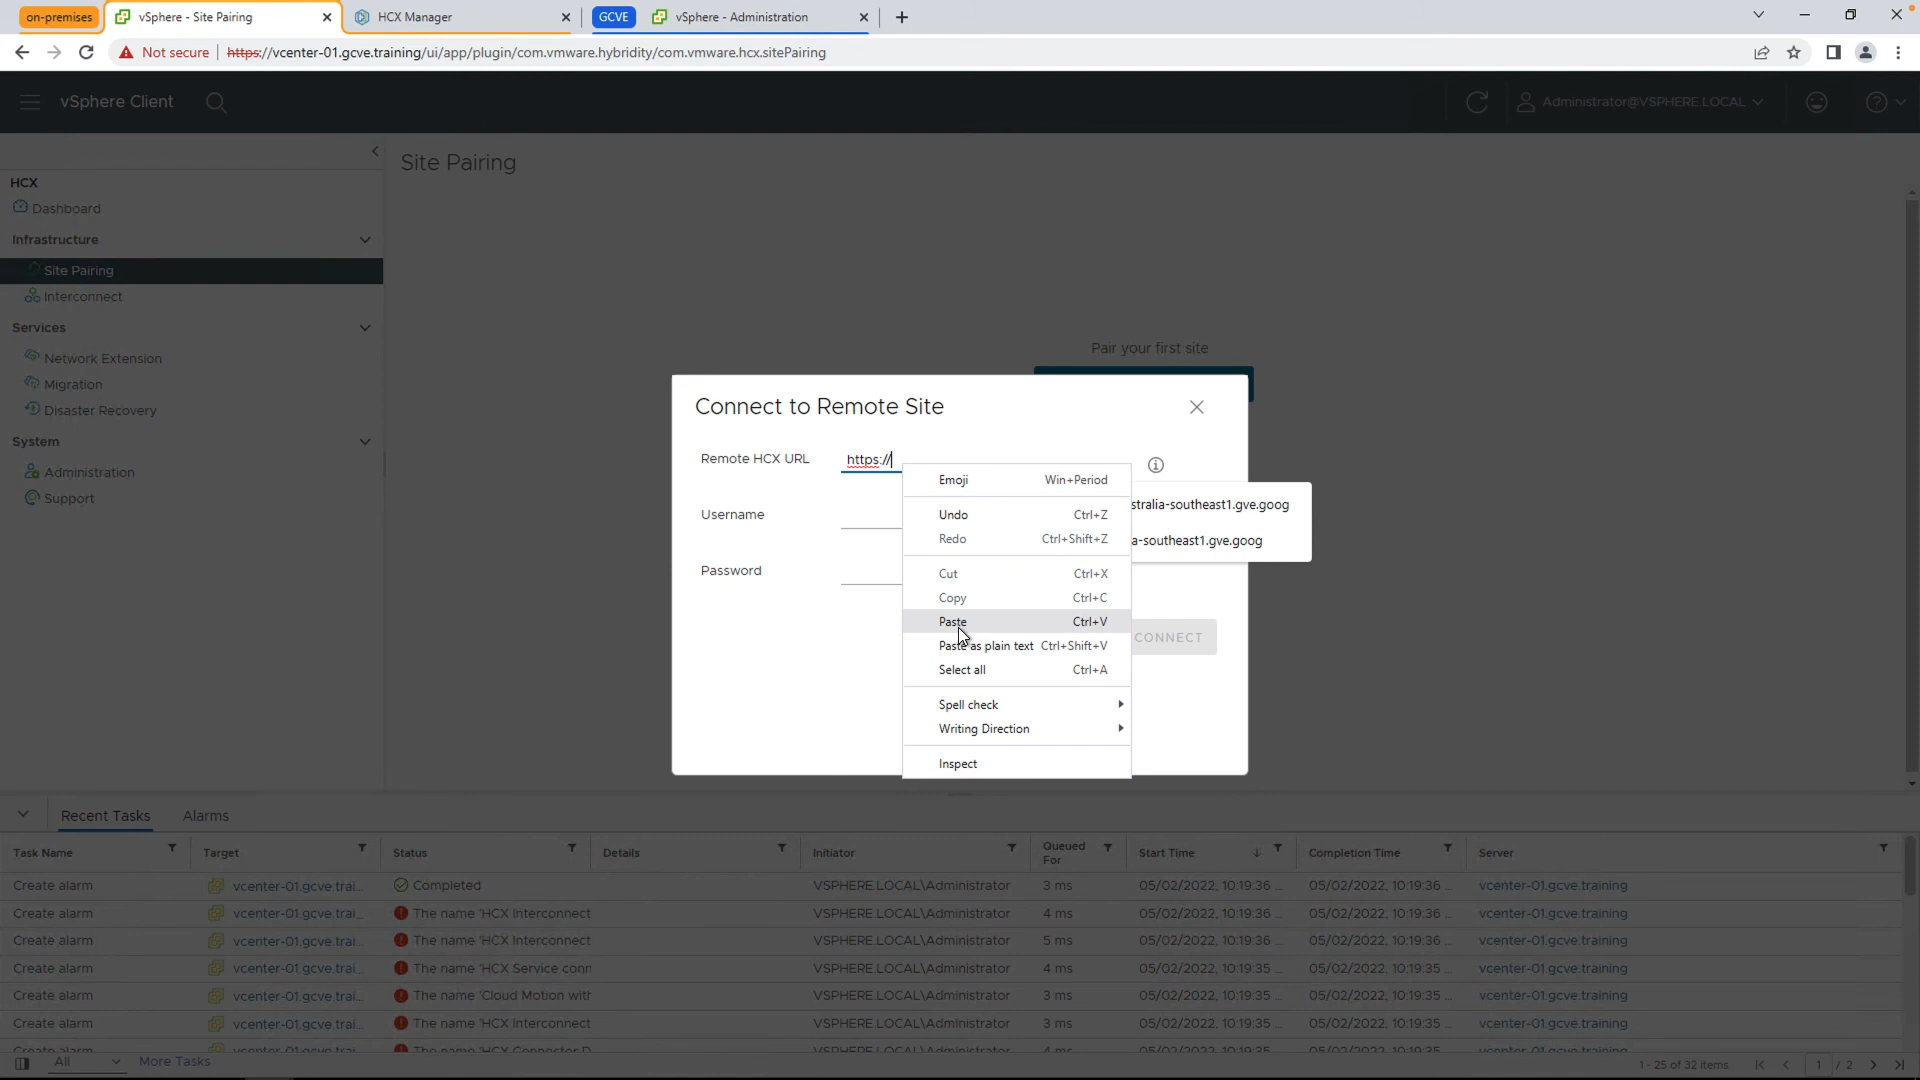 on-premises
vSphere - Site Pairing
HCX Manager
GCVE
vSphere - Administration
Not secure
https://vcenter-01.gcve.training/ui/app/plugin/com.vmware.hybridity/com.vmware.hcx.sitePairing
vSphere Client
Administrator@VSPHERE.LOCAL
Site Pairing
HCX
Dashboard
Infrastructure
Site Pairing
Interconnect
Services
Network Extension
Migration
Disaster Recovery
System
Administration
Support
Pair your first site
Connect to Remote Site
Remote HCX URL
https://
Username
Password
CONNECT
stralia-southeast1.gve.goog
a-southeast1.gve.goog
Emoji Win+Period
Undo Ctrl+Z
Redo Ctrl+Shift+Z
Cut Ctrl+X
Copy Ctrl+C
Paste Ctrl+V
Paste as plain text Ctrl+Shift+V
Select all Ctrl+A
Spell check
Writing Direction
Inspect
Recent Tasks Alarms
Task Name Target Status Details Initiator Queued For Start Time Completion Time Server
Create alarm vcenter-01.gcve.trai... Completed VSPHERE.LOCAL\Administrator 3 ms 05/02/2022, 10:19:36 ... 05/02/2022, 10:19:36 ... vcenter-01.gcve.training
Create alarm vcenter-01.gcve.trai... The name 'HCX Interconnect VSPHERE.LOCAL\Administrator 4 ms 05/02/2022, 10:19:36 ... 05/02/2022, 10:19:36 ... vcenter-01.gcve.training
Create alarm vcenter-01.gcve.trai... The name 'HCX Interconnect VSPHERE.LOCAL\Administrator 5 ms 05/02/2022, 10:19:36 ... 05/02/2022, 10:19:36 ... vcenter-01.gcve.training
Create alarm vcenter-01.gcve.trai... The name 'HCX Service conn VSPHERE.LOCAL\Administrator 4 ms 05/02/2022, 10:19:35 ... 05/02/2022, 10:19:35 ... vcenter-01.gcve.training
Create alarm vcenter-01.gcve.trai... The name 'Cloud Motion with VSPHERE.LOCAL\Administrator 3 ms 05/02/2022, 10:19:35 ... 05/02/2022, 10:19:35 ... vcenter-01.gcve.training
Create alarm vcenter-01.gcve.trai... The name 'HCX Interconnect VSPHERE.LOCAL\Administrator 3 ms 05/02/2022, 10:19:35 ... 05/02/2022, 10:19:35 ... vcenter-01.gcve.training
Create alarm vcenter-01.gcve.trai... The name 'HCX Connector D VSPHERE.LOCAL\Administrator 4 ms 05/02/2022, 10:19:35 ... 05/02/2022, 10:19:35 ... vcenter-01.gcve.training
All More Tasks 1 - 25 of 32 items 1 / 2